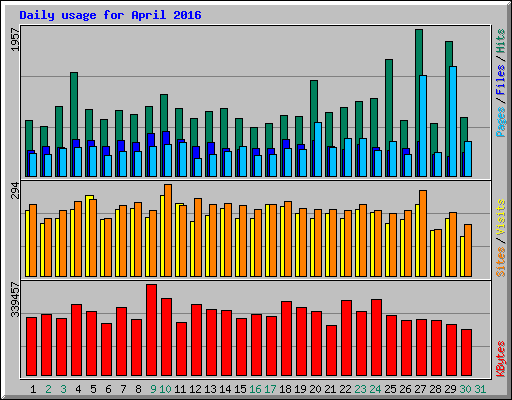 Daily usage for April 2016
1957
294
339457
Pages / Files / Hits
Sites / Visits
KBytes
1 2 3 4 5 6 7 8 9 10 11 12 13 14 15 16 17 18 19 20 21 22 23 24 25 26 27 28 29 30 31